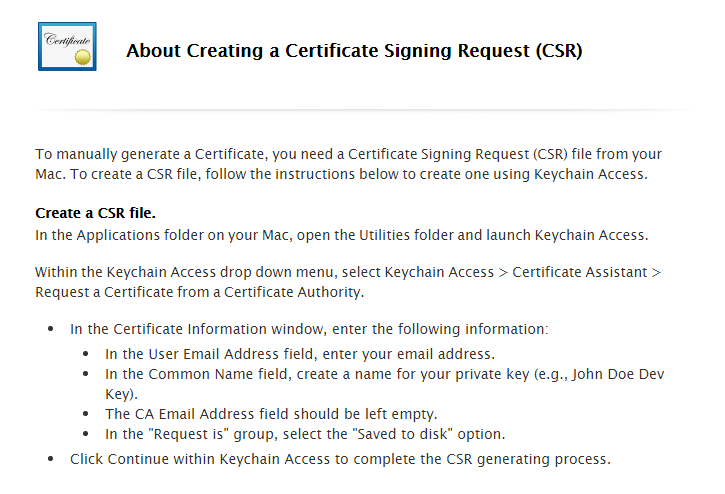 Certificate
About Creating a Certificate Signing Request (CSR)
To manually generate a Certificate, you need a Certificate Signing Request (CSR) file from your
Mac. To create a CSR file, follow the instructions below to create one using Keychain Access.
Create a CSR file.
In the Applications folder on your Mac, open the Utilities folder and launch Keychain Access.
Within the Keychain Access drop down menu, select Keychain Access > Certificate Assistant >
Request a Certificate from a Certificate Authority.
• In the Certificate Information window, enter the following information:
• In the User Email Address field, enter your email address.
• In the Common Name field, create a name for your private key (e.g., John Doe Dev
Key).
• The CA Email Address field should be left empty.
• In the "Request is" group, select the "Saved to disk" option.
• Click Continue within Keychain Access to complete the CSR generating process.